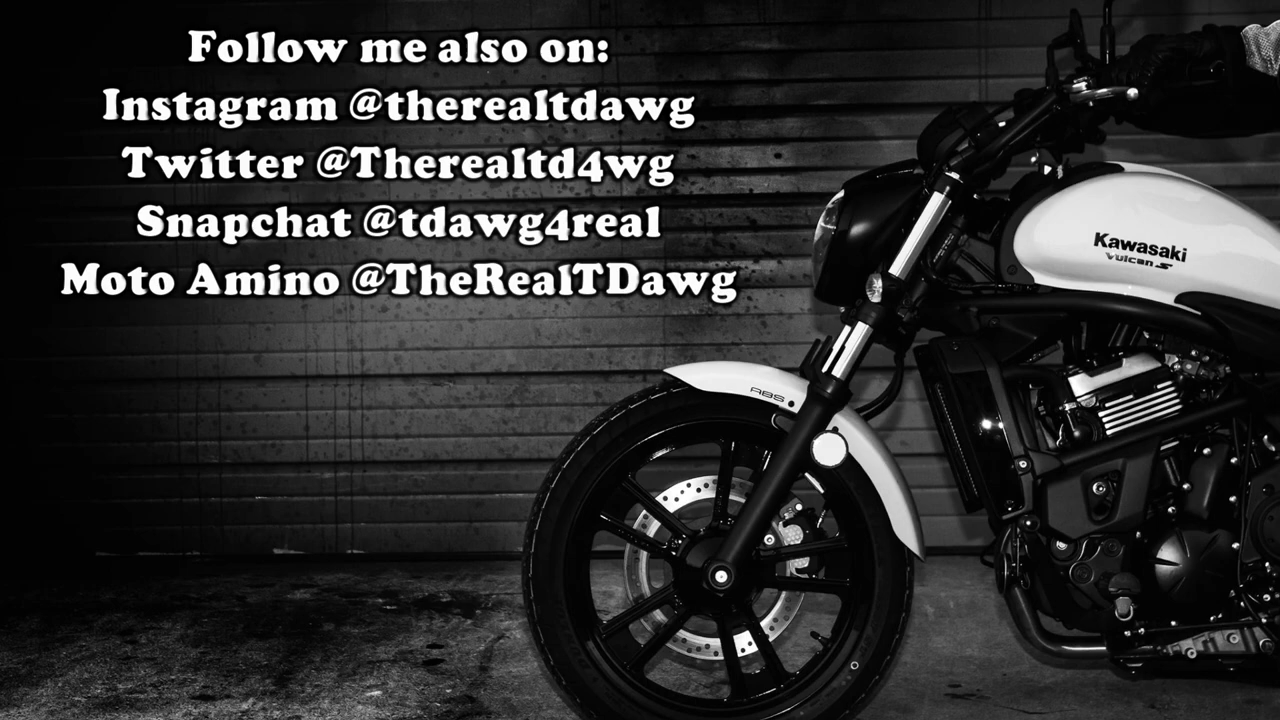 Follow me also on:
Instagram @therealtdawg
Twitter @Therealtd4wg
Snapchat @tdawg4real
Moto Amino @TheRealTDawg
Kawasaki
Vulcan S
ABS